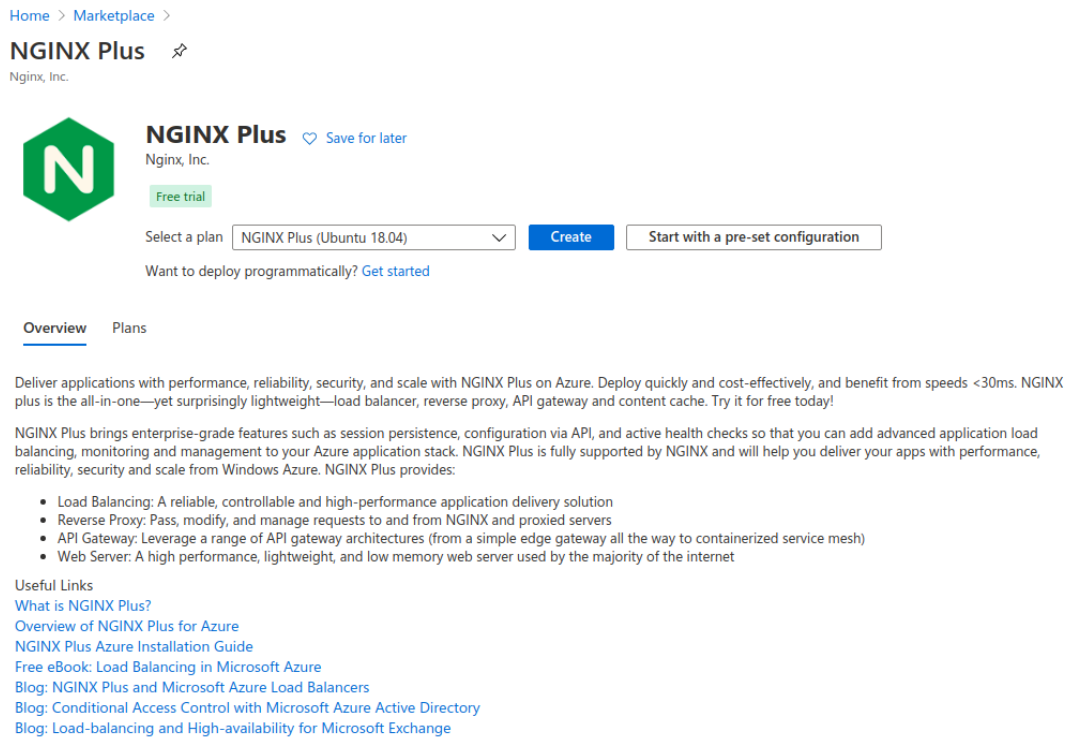 Home > Marketplace >
NGINX Plus
Nginx, Inc.
N
NGINX Plus
Save for later
Nginx, Inc.
Free trial
Select a plan
NGINX Plus (Ubuntu 18.04)
Create
Start with a pre-set configuration
Want to deploy programmatically? Get started
Overview
Plans
Deliver applications with performance, reliability, security, and scale with NGINX Plus on Azure. Deploy quickly and cost-effectively, and benefit from speeds <30ms. NGINX
plus is the all-in-one—yet surprisingly lightweight—load balancer, reverse proxy, API gateway and content cache. Try it for free today!
NGINX Plus brings enterprise-grade features such as session persistence, configuration via API, and active health checks so that you can add advanced application load
balancing, monitoring and management to your Azure application stack. NGINX Plus is fully supported by NGINX and will help you deliver your apps with performance,
reliability, security and scale from Windows Azure. NGINX Plus provides:
• Load Balancing: A reliable, controllable and high-performance application delivery solution
• Reverse Proxy: Pass, modify, and manage requests to and from NGINX and proxied servers
• API Gateway: Leverage a range of API gateway architectures (from a simple edge gateway all the way to containerized service mesh)
• Web Server: A high performance, lightweight, and low memory web server used by the majority of the internet
Useful Links
What is NGINX Plus?
Overview of NGINX Plus for Azure
NGINX Plus Azure Installation Guide
Free eBook: Load Balancing in Microsoft Azure
Blog: NGINX Plus and Microsoft Azure Load Balancers
Blog: Conditional Access Control with Microsoft Azure Active Directory
Blog: Load-balancing and High-availability for Microsoft Exchange